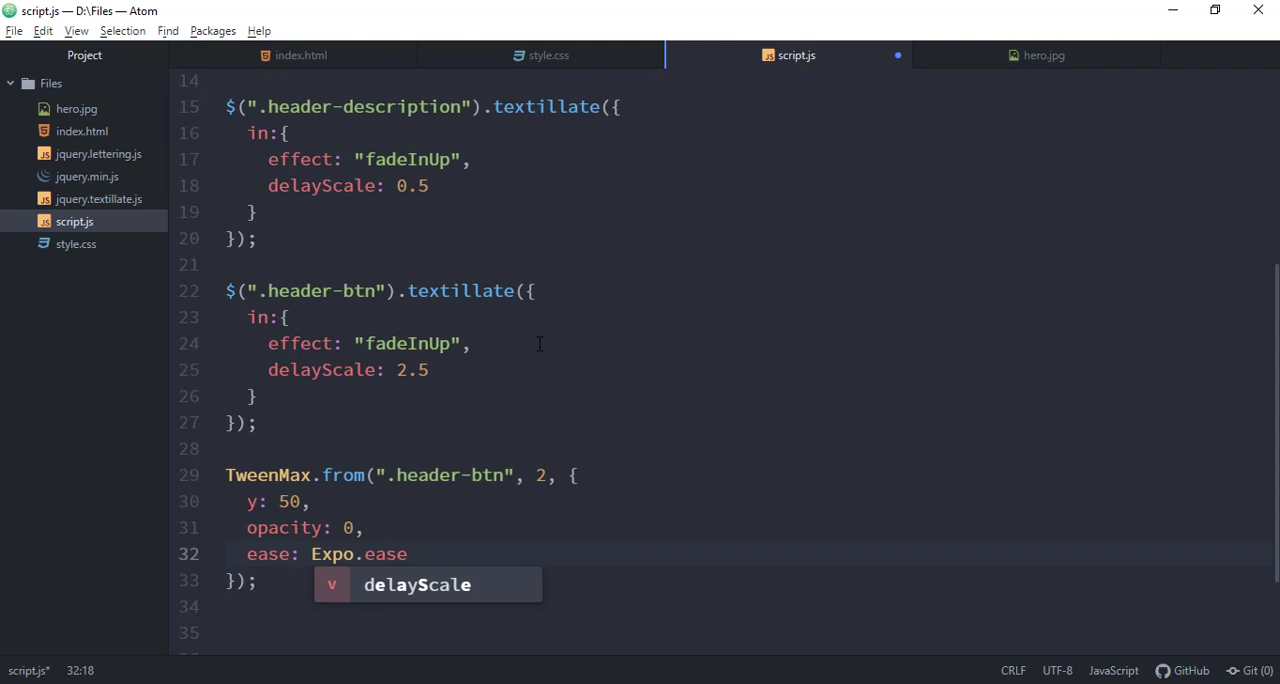 script.js — D:\Files — Atom
File Edit View Selection Find Packages Help
Project
index.html
style.css
script.js
hero.jpg
Files
hero.jpg
index.html
jquery.lettering.js
jquery.min.js
jquery.textillate.js
script.js
style.css
14
15 $(".header-description").textillate({
16 in:{
17 effect: "fadeInUp",
18 delayScale: 0.5
19 }
20 });
21
22 $(".header-btn").textillate({
23 in:{
24 effect: "fadeInUp",
25 delayScale: 2.5
26 }
27 });
28
29 TweenMax.from(".header-btn", 2, {
30 y: 50,
31 opacity: 0,
32 ease: Expo.ease
33 });
v delayScale
34
35
script.js* 32:18
CRLF UTF-8 JavaScript GitHub Git (0)